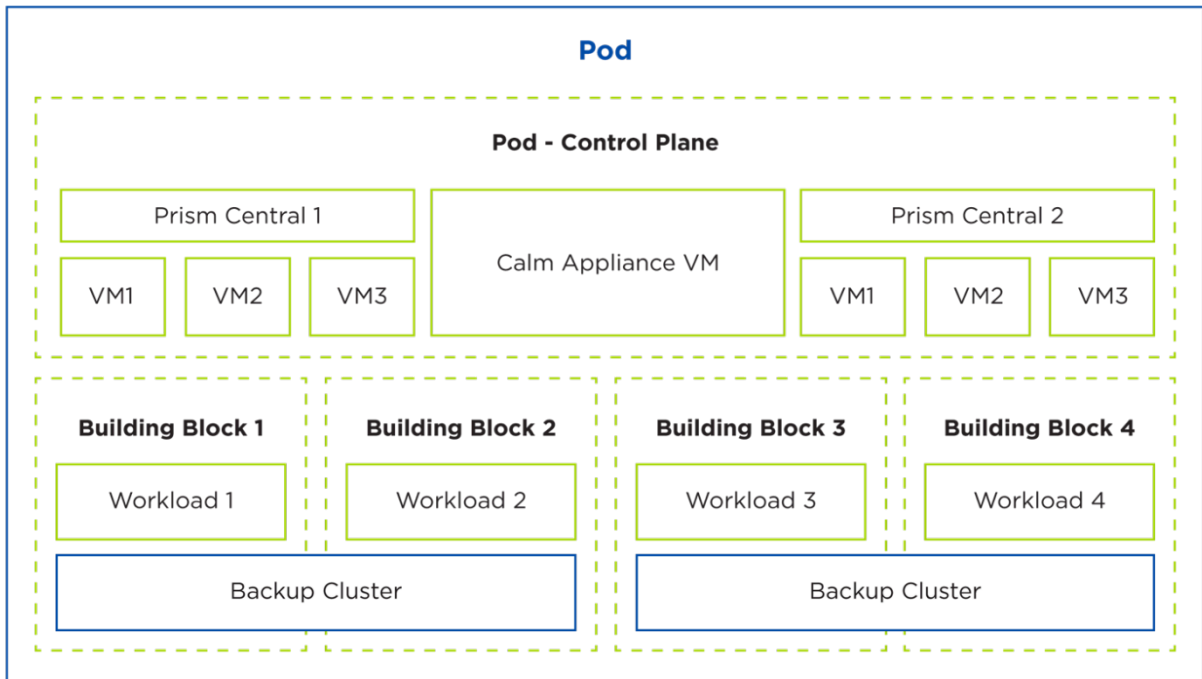 Pod
Pod - Control Plane
Prism Central 1
Calm Appliance VM
Prism Central 2
VM1
VM2
VM3
VM1
VM2
VM3
Building Block 1
Building Block 2
Building Block 3
Building Block 4
Workload 1
Workload 2
Workload 3
Workload 4
Backup Cluster
Backup Cluster